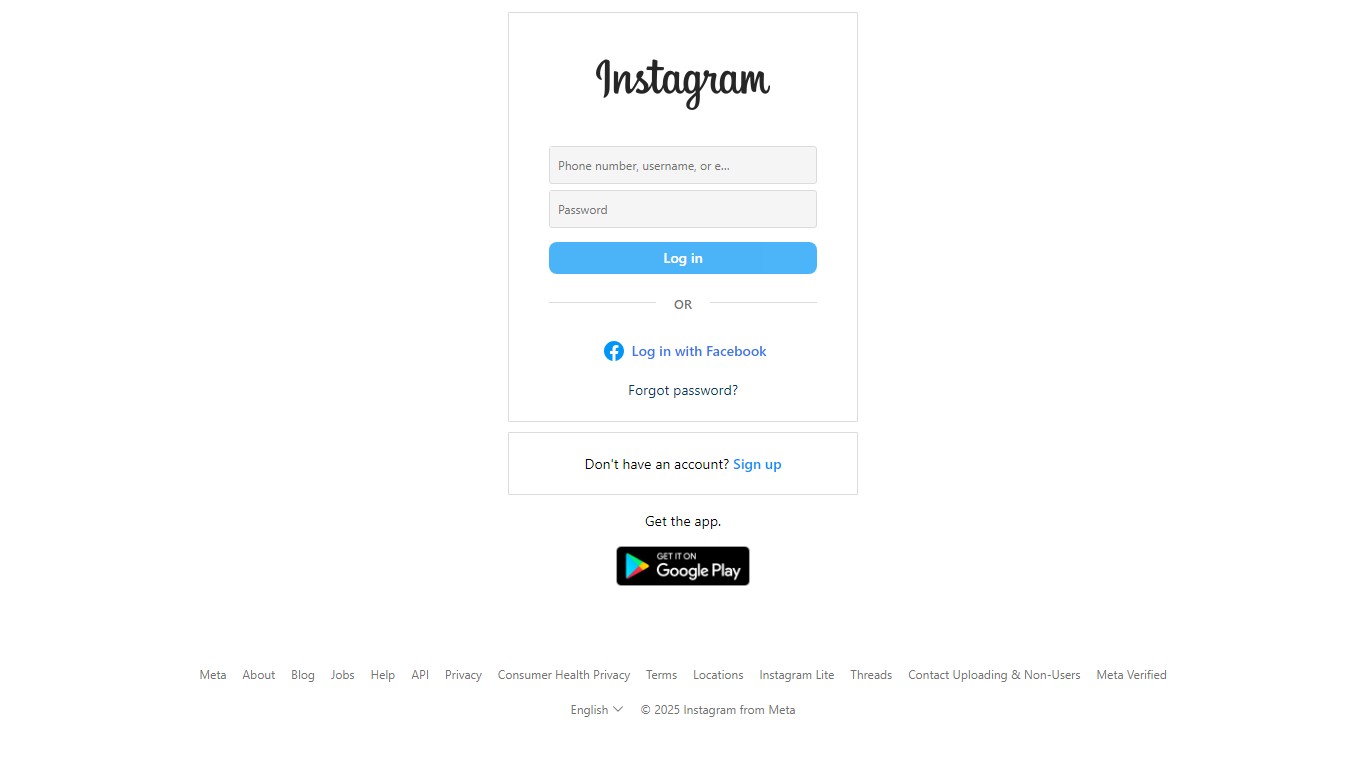 Instagram
Phone number, username, or e...
Password
Log in
OR
Log in with Facebook
Forgot password?
Don't have an account? Sign up
Get the app.
GET IT ON
Google Play
Meta About Blog Jobs Help API Privacy Consumer Health Privacy Terms Locations Instagram Lite Threads Contact Uploading & Non-Users Meta Verified
English © 2025 Instagram from Meta